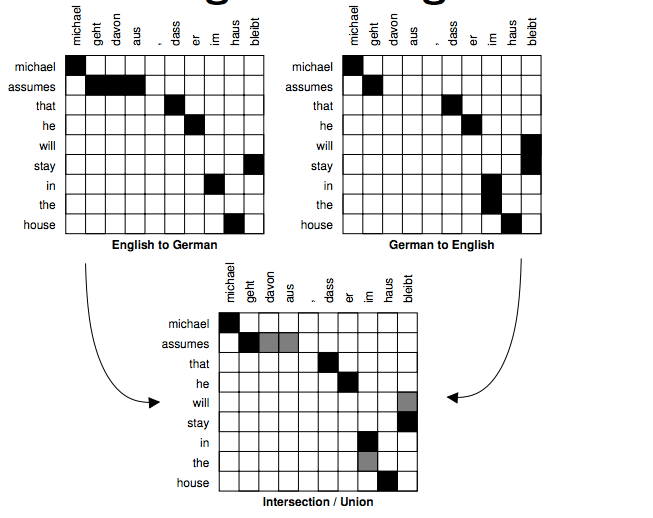 michael geht davon aus , dass er im haus bleibt
michael
assumes
that
he
will
stay
in
the
house
English to German
michael geht davon aus , dass er im haus bleibt
michael
assumes
that
he
will
stay
in
the
house
German to English
michael geht davon aus , dass er im haus bleibt
michael
assumes
that
he
will
stay
in
the
house
Intersection / Union